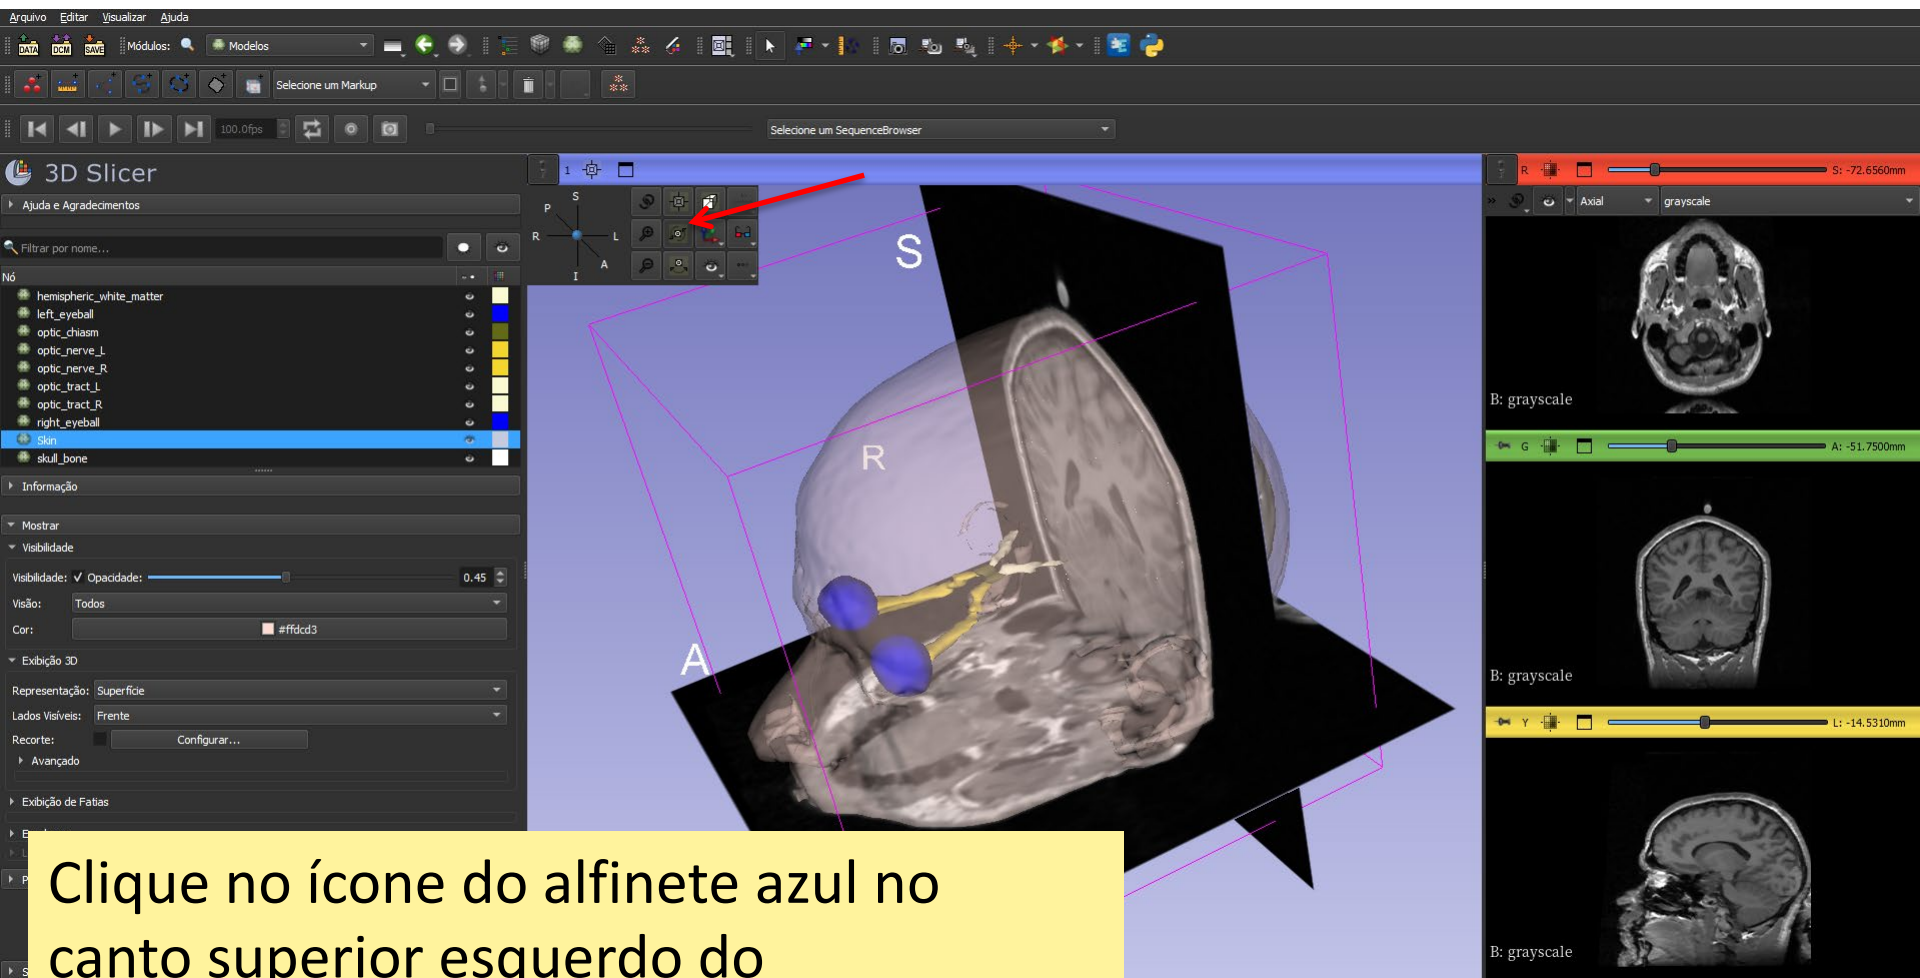 Arquivo Editar Visualizar Ajuda
DATA DCM SAVE Módulos: Modelos
Selecione um Markup
100.0fps Selecione um SequenceBrowser
3D Slicer
Ajuda e Agradecimentos
Filtrar por nome...
Nó
hemispheric_white_matter
left_eyeball
optic_chiasm
optic_nerve_L
optic_nerve_R
optic_tract_L
optic_tract_R
right_eyeball
Skin
skull_bone
Informação
Mostrar
Visibilidade
Visibilidade: Opacidade: 0.45
Visão: Todos
Cor: #ffdcd3
Exibição 3D
Representação: Superfície
Lados Visíveis: Frente
Recorte: Configurar...
Avançado
Exibição de Fatias
1
S
P
R L
A
I
S
R
A
R S: -72.6560mm
Axial grayscale
B: grayscale
G A: -51.7500mm
B: grayscale
Y L: -14.5310mm
B: grayscale
Clique no ícone do alfinete azul no
canto superior esquerdo do